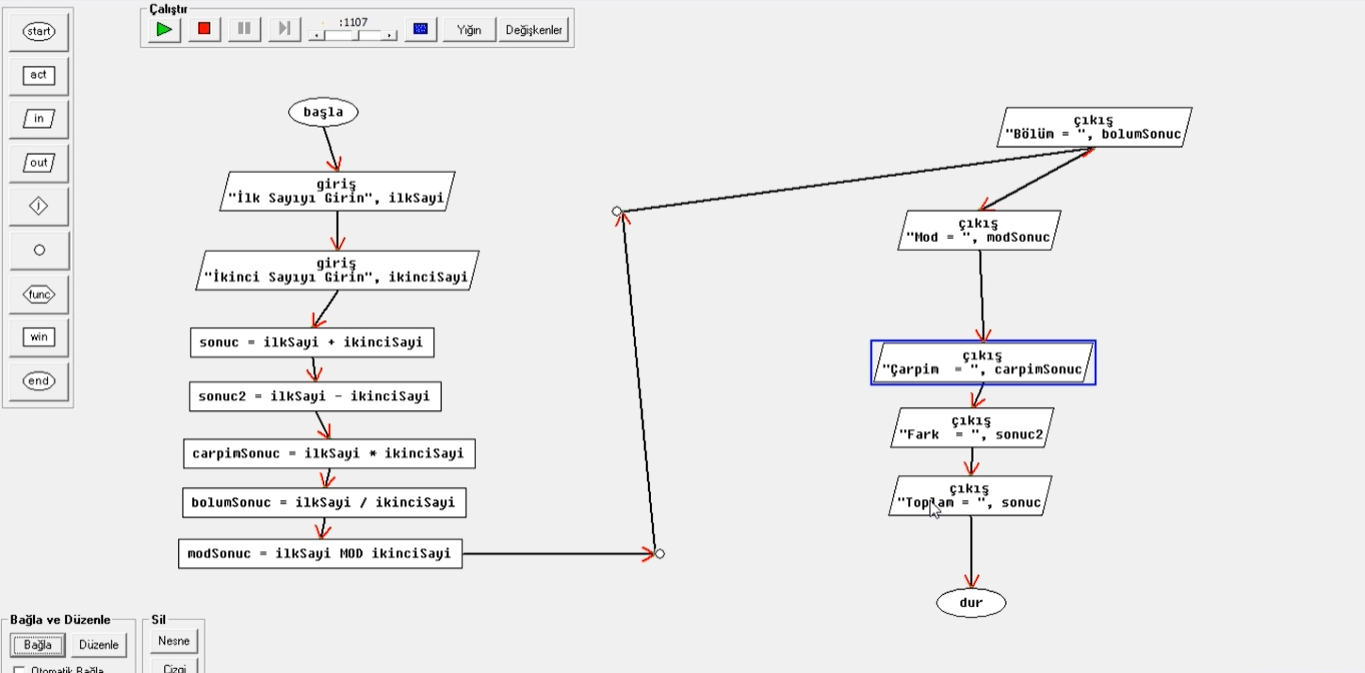 Çalıştır
:1107
Yığın
Değişkenler
start
act
in
out
i
func
win
end
başla
giriş
"İlk Sayıyı Girin", ilkSayi
giriş
"İkinci Sayıyı Girin", ikinciSayi
sonuc = ilkSayi + ikinciSayi
sonuc2 = ilkSayi - ikinciSayi
carpimSonuc = ilkSayi * ikinciSayi
bolumSonuc = ilkSayi / ikinciSayi
modSonuc = ilkSayi MOD ikinciSayi
çıkış
"Bölüm = ", bolumSonuc
çıkış
"Mod = ", modSonuc
çıkış
"Çarpim  = ", carpimSonuc
çıkış
"Fark  = ", sonuc2
çıkış
"Toplam = ", sonuc
dur
Bağla ve Düzenle
Bağla
Düzenle
Otomatik Bağla
Sil
Nesne
Çizgi